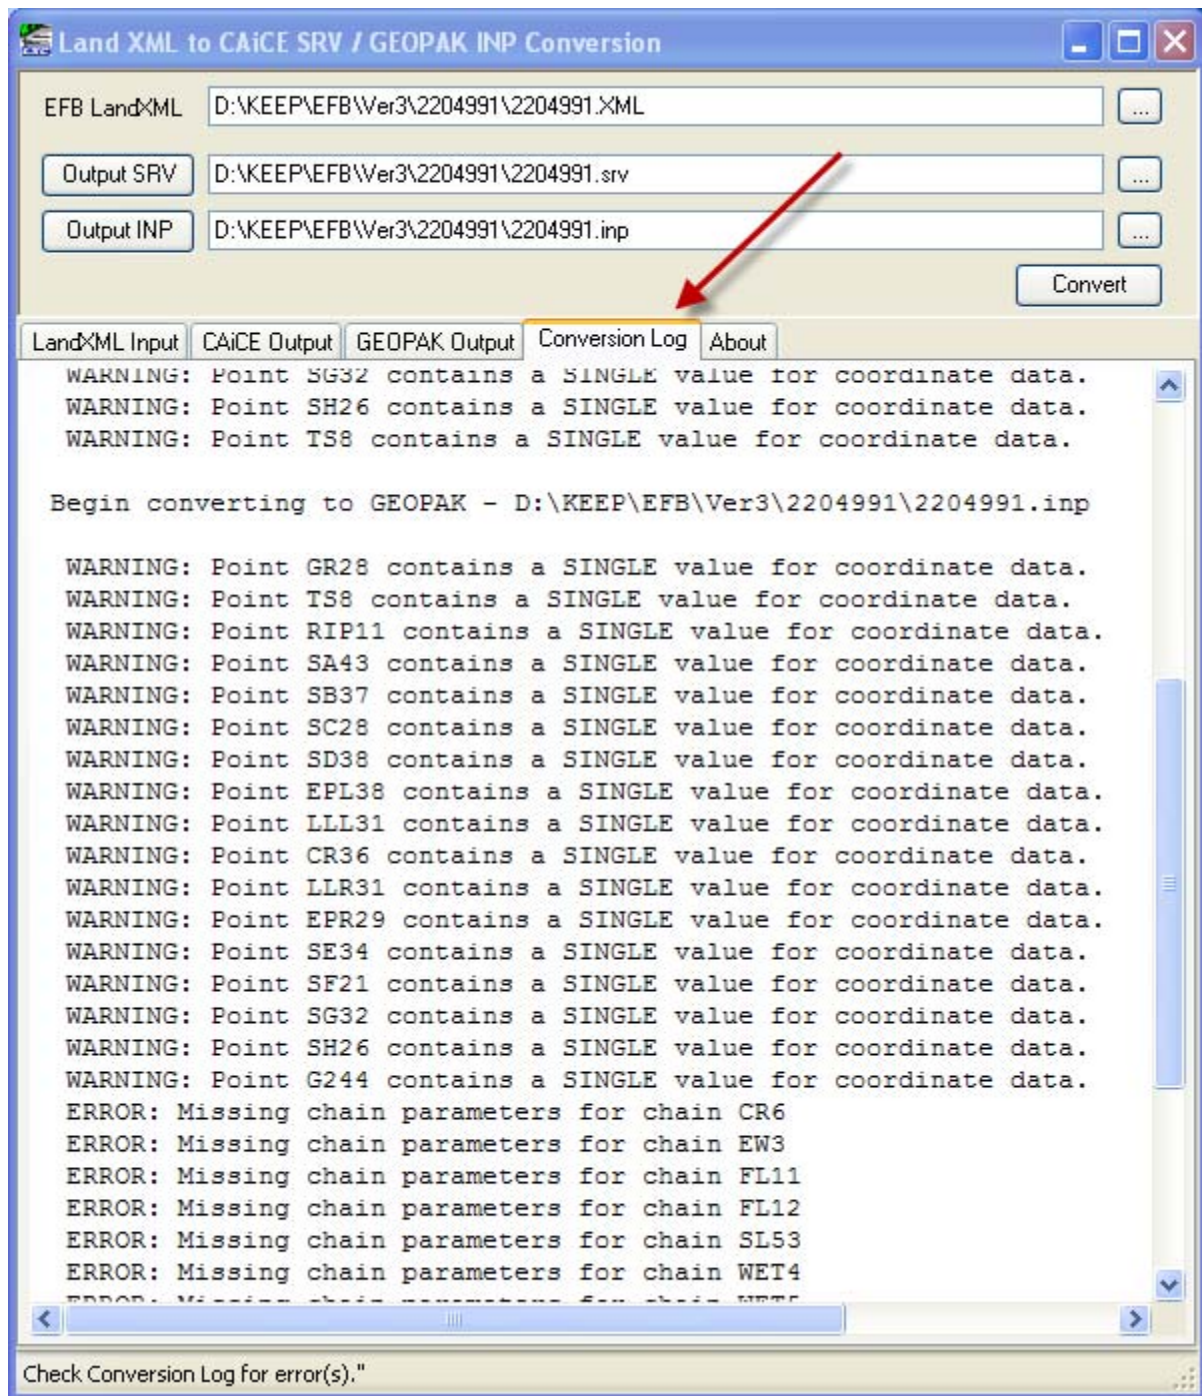 Land XML to CAiCE SRV / GEOPAK INP Conversion
EFB LandXML D:\KEEP\EFB\Ver3\2204991\2204991.XML ...
Output SRV D:\KEEP\EFB\Ver3\2204991\2204991.srv ...
Output INP D:\KEEP\EFB\Ver3\2204991\2204991.inp ...
Convert
LandXML Input CAiCE Output GEOPAK Output Conversion Log About
WARNING: Point SG32 contains a SINGLE value for coordinate data.
WARNING: Point SH26 contains a SINGLE value for coordinate data.
WARNING: Point TS8 contains a SINGLE value for coordinate data.
Begin converting to GEOPAK - D:\KEEP\EFB\Ver3\2204991\2204991.inp
WARNING: Point GR28 contains a SINGLE value for coordinate data.
WARNING: Point TS8 contains a SINGLE value for coordinate data.
WARNING: Point RIP11 contains a SINGLE value for coordinate data.
WARNING: Point SA43 contains a SINGLE value for coordinate data.
WARNING: Point SB37 contains a SINGLE value for coordinate data.
WARNING: Point SC28 contains a SINGLE value for coordinate data.
WARNING: Point SD38 contains a SINGLE value for coordinate data.
WARNING: Point EPL38 contains a SINGLE value for coordinate data.
WARNING: Point LLL31 contains a SINGLE value for coordinate data.
WARNING: Point CR36 contains a SINGLE value for coordinate data.
WARNING: Point LLR31 contains a SINGLE value for coordinate data.
WARNING: Point EPR29 contains a SINGLE value for coordinate data.
WARNING: Point SE34 contains a SINGLE value for coordinate data.
WARNING: Point SF21 contains a SINGLE value for coordinate data.
WARNING: Point SG32 contains a SINGLE value for coordinate data.
WARNING: Point SH26 contains a SINGLE value for coordinate data.
WARNING: Point G244 contains a SINGLE value for coordinate data.
ERROR: Missing chain parameters for chain CR6
ERROR: Missing chain parameters for chain EW3
ERROR: Missing chain parameters for chain FL11
ERROR: Missing chain parameters for chain FL12
ERROR: Missing chain parameters for chain SL53
ERROR: Missing chain parameters for chain WET4
ERROR: Missing chain parameters for chain WET5
Check Conversion Log for error(s)."